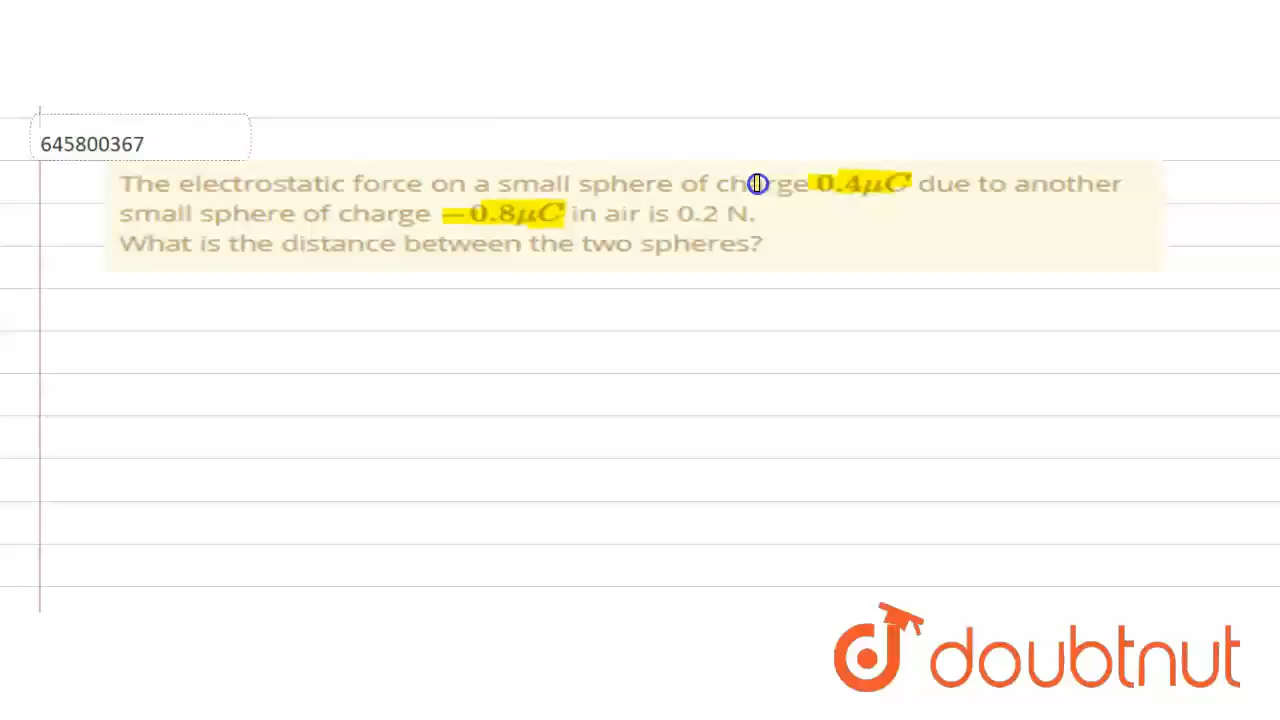 645800367
The electrostatic force on a small sphere of charge 0.4μC due to another
small sphere of charge −0.8μC in air is 0.2 N.
What is the distance between the two spheres?
doubtnut